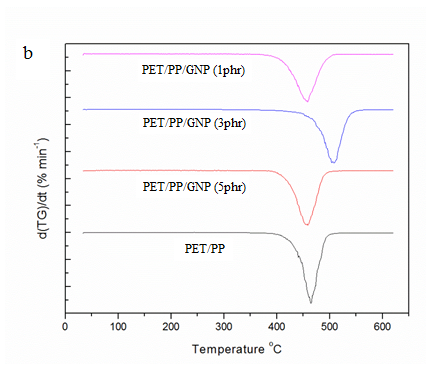 b
PET/PP/GNP (1phr)
PET/PP/GNP (3phr)
PET/PP/GNP (5phr)
PET/PP
d(TG)/dt (% min⁻¹)
0 100 200 300 400 500 600
Temperature °C